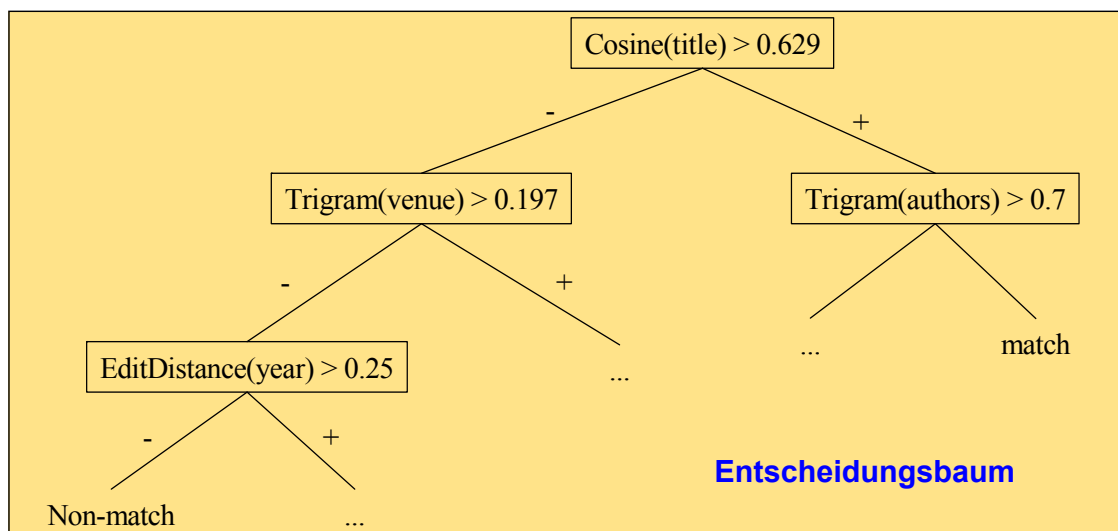 Cosine(title) > 0.629
-
+
Trigram(venue) > 0.197
Trigram(authors) > 0.7
-
+
...
...
match
EditDistance(year) > 0.25
-
+
Non-match
...
Entscheidungsbaum